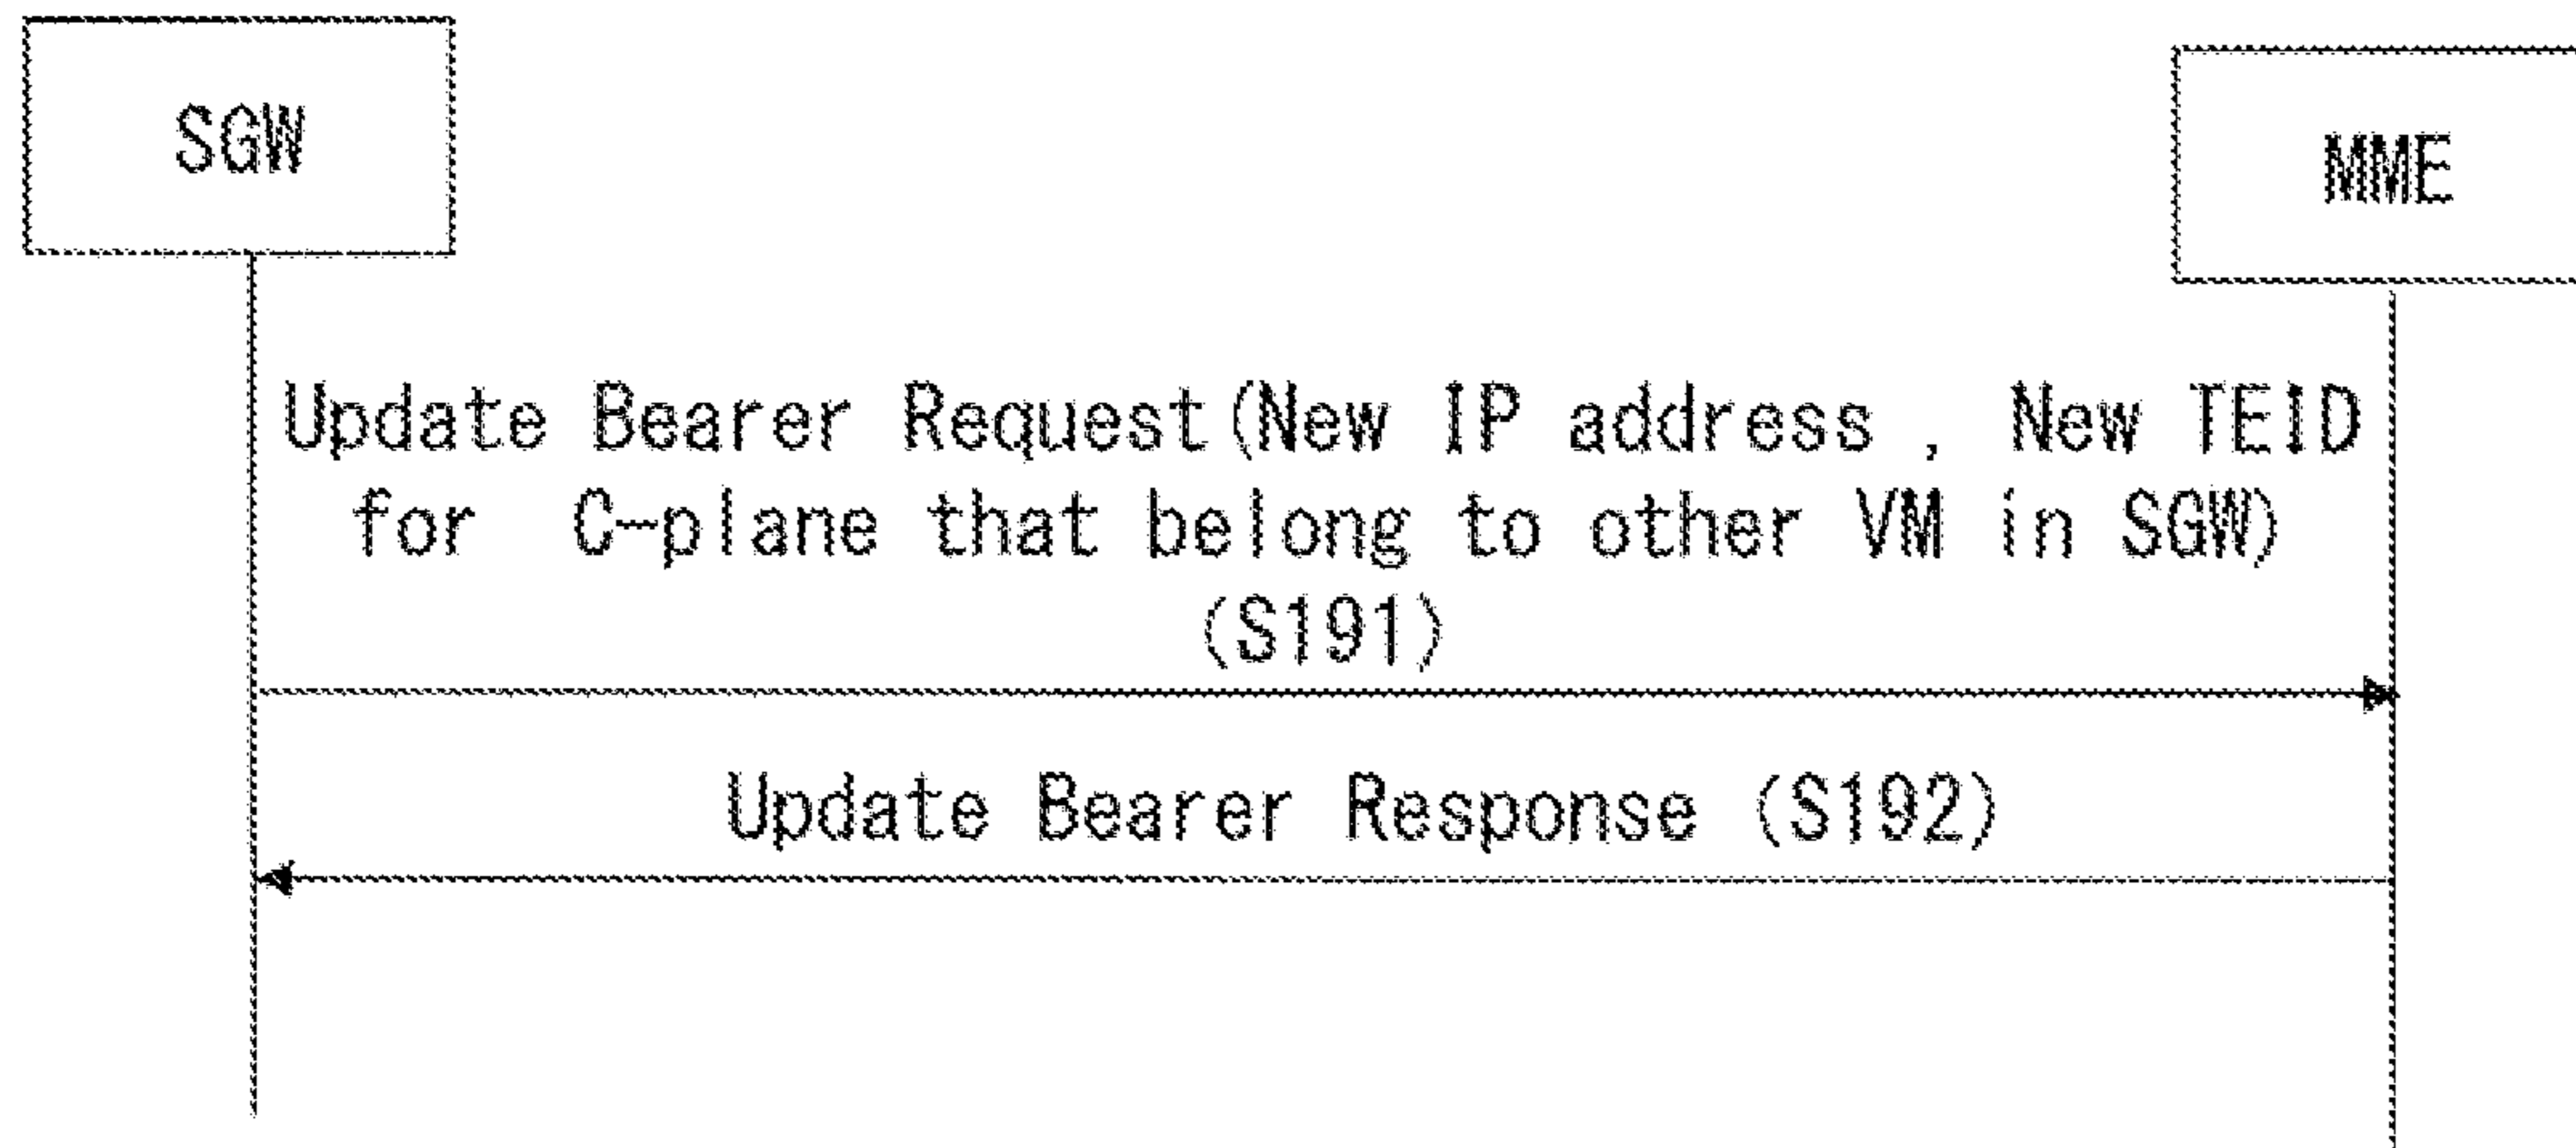 SGW
MME
Update Bearer Request(New IP address , New TEID
for C-plane that belong to other VM in SGW)
(S191)
Update Bearer Response (S192)